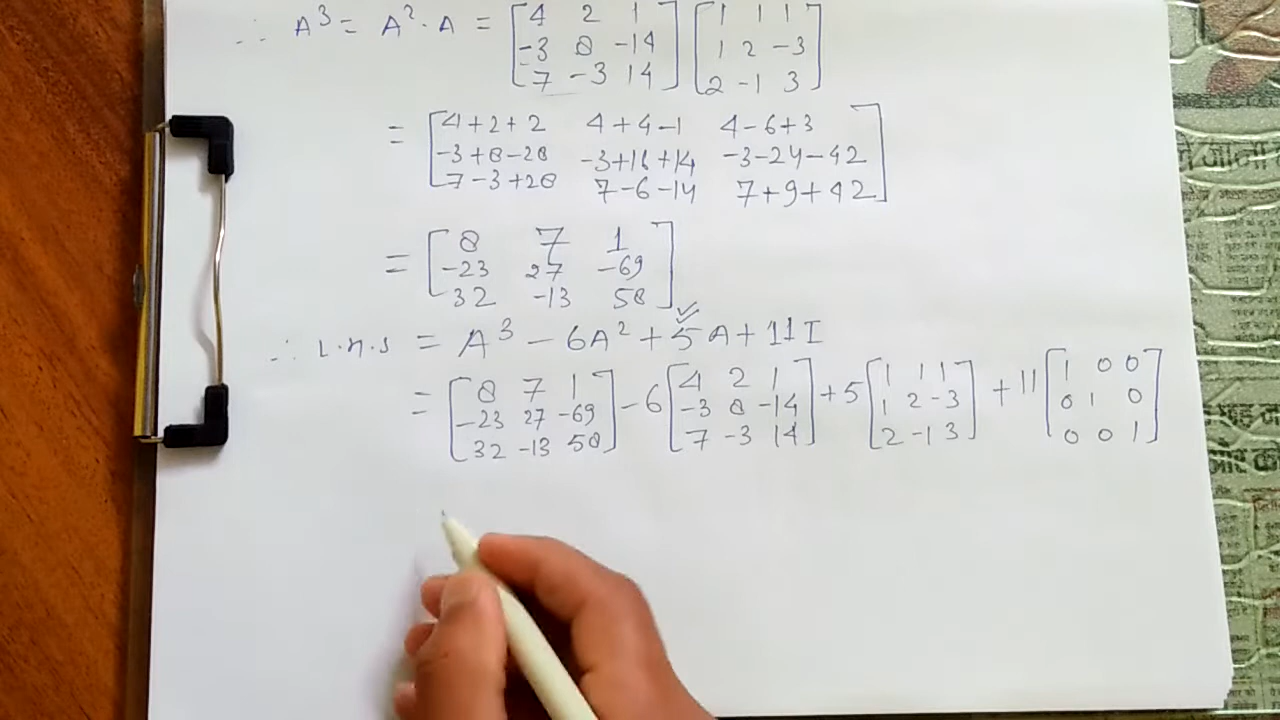 ∴ A³ = A² · A = [4 2 1 [1 1 1
-3 8 -14 1 2 -3
7 -3 14] 2 -1 3]
= [4+2+2 4+4-1 4-6+3
-3+8-28 -3+16+14 -3-24-42
7-3+28 7-6-14 7+9+42]
= [8 7 1
-23 27 -69
32 -13 58]
∴ L.H.S = A³ - 6A² + 5A + 11I
= [8 7 1 [4 2 1 [1 1 1 [1 0 0
-23 27 -69 -6 -3 8 -14 +5 1 2 -3 +11 0 1 0
32 -13 58] 7 -3 14] 2 -1 3] 0 0 1]